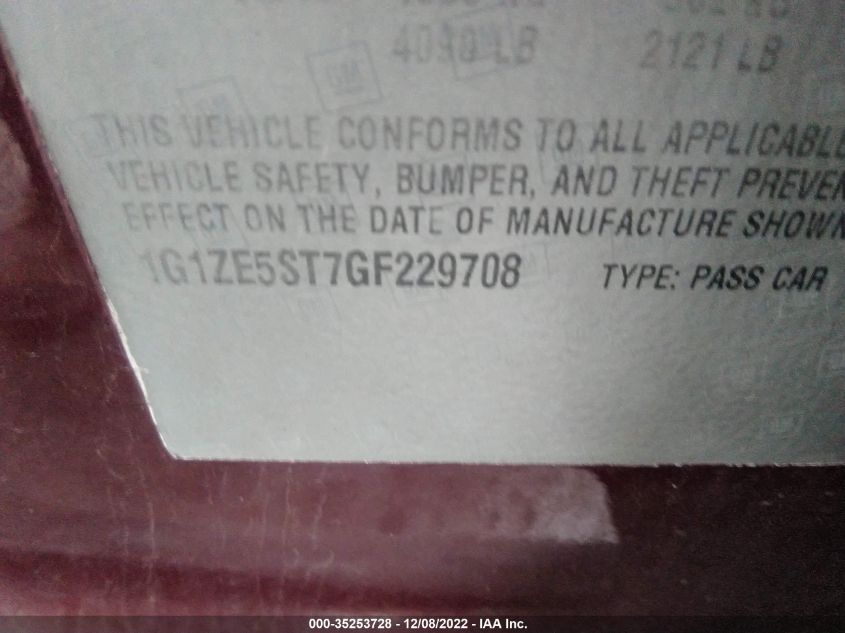 4090 LB 2121 LB
THIS VEHICLE CONFORMS TO ALL APPLICABLE
VEHICLE SAFETY, BUMPER, AND THEFT PREVEN
EFFECT ON THE DATE OF MANUFACTURE SHOWN
1G1ZE5ST7GF229708 TYPE: PASS CAR
000-35253728 - 12/08/2022 - IAA Inc.